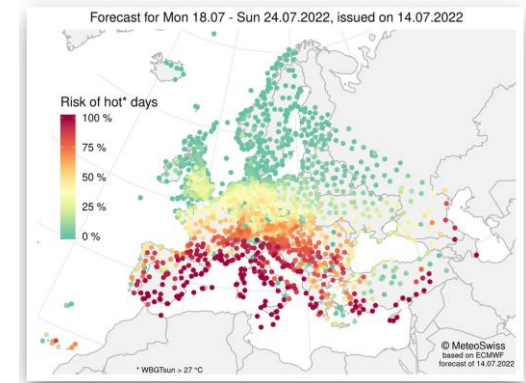 Forecast for Mon 18.07 - Sun 24.07.2022, issued on 14.07.2022
Risk of hot* days
100 %
75 %
50 %
25 %
0 %
* WBGTsun > 27 °C
© MeteoSwiss
based on ECMWF
forecast of 14.07.2022